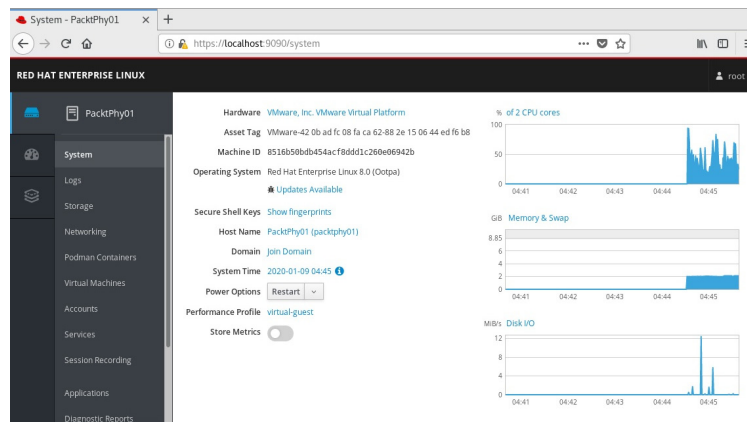 System - PacktPhy01
https://localhost:9090/system
RED HAT ENTERPRISE LINUX
root
PacktPhy01
System
Logs
Storage
Networking
Podman Containers
Virtual Machines
Accounts
Services
Session Recording
Applications
Diagnostic Reports
Hardware VMware, Inc. VMware Virtual Platform
Asset Tag VMware-42 0b ad fc 08 fa ca 62-88 2e 15 06 44 ed f6 b8
Machine ID 8516b50bdb454acf8ddd1c260e06942b
Operating System Red Hat Enterprise Linux 8.0 (Ootpa)
Updates Available
Secure Shell Keys Show fingerprints
Host Name PacktPhy01 (packtphy01)
Domain Join Domain
System Time 2020-01-09 04:45
Power Options Restart
Performance Profile virtual-guest
Store Metrics
% of 2 CPU cores
100
50
0
04:41 04:42 04:43 04:44 04:45
GiB Memory & Swap
8.85
6
4
2
0
04:41 04:42 04:43 04:44 04:45
MiB/s Disk I/O
12
8
4
0
04:41 04:42 04:43 04:44 04:45